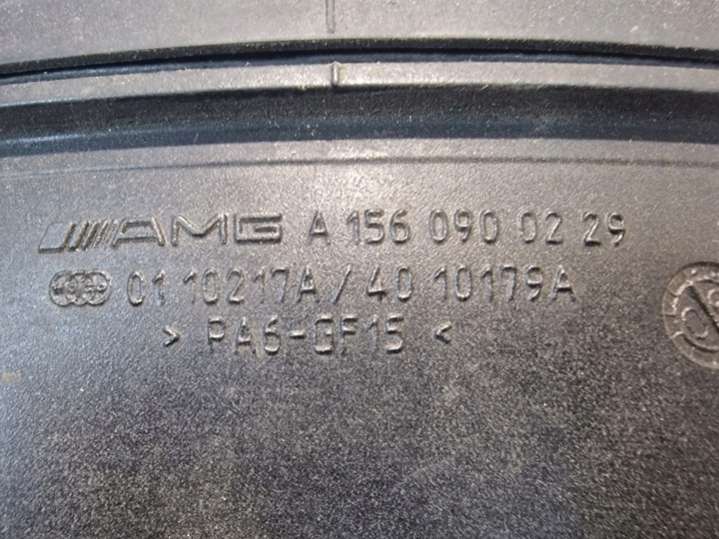 AMG A 156 090 02 29
01 10217A / 40 10179A
> PA6-GF15 <